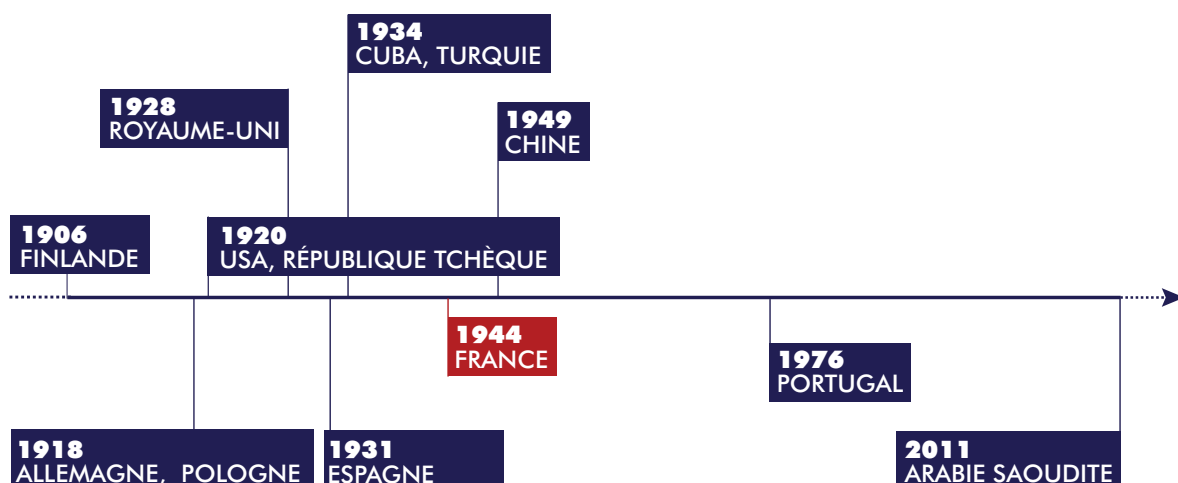 1934
CUBA, TURQUIE
1928
ROYAUME-UNI
1949
CHINE
1906
FINLANDE
1920
USA, RÉPUBLIQUE TCHÈQUE
1944
FRANCE
1976
PORTUGAL
1918
ALLEMAGNE, POLOGNE
1931
ESPAGNE
2011
ARABIE SAOUDITE